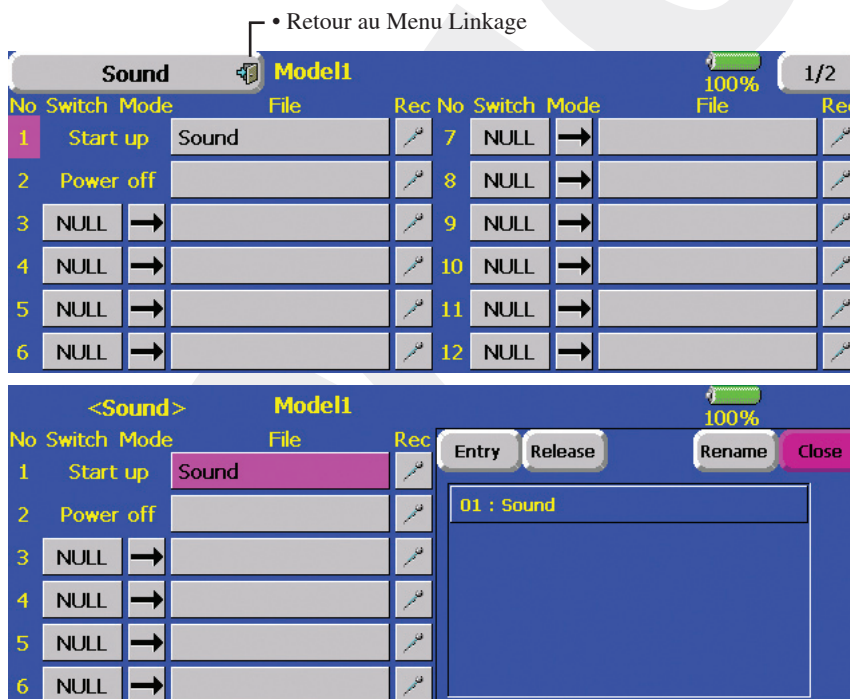 • Retour au Menu Linkage
Sound Model1 100% 1/2
No Switch Mode File Rec No Switch Mode File Rec
1 Start up Sound 7 NULL
2 Power off 8 NULL
3 NULL 9 NULL
4 NULL 10 NULL
5 NULL 11 NULL
6 NULL 12 NULL
<Sound> Model1 100%
No Switch Mode File Rec Entry Release Rename Close
1 Start up Sound
01 : Sound
2 Power off
3 NULL
4 NULL
5 NULL
6 NULL